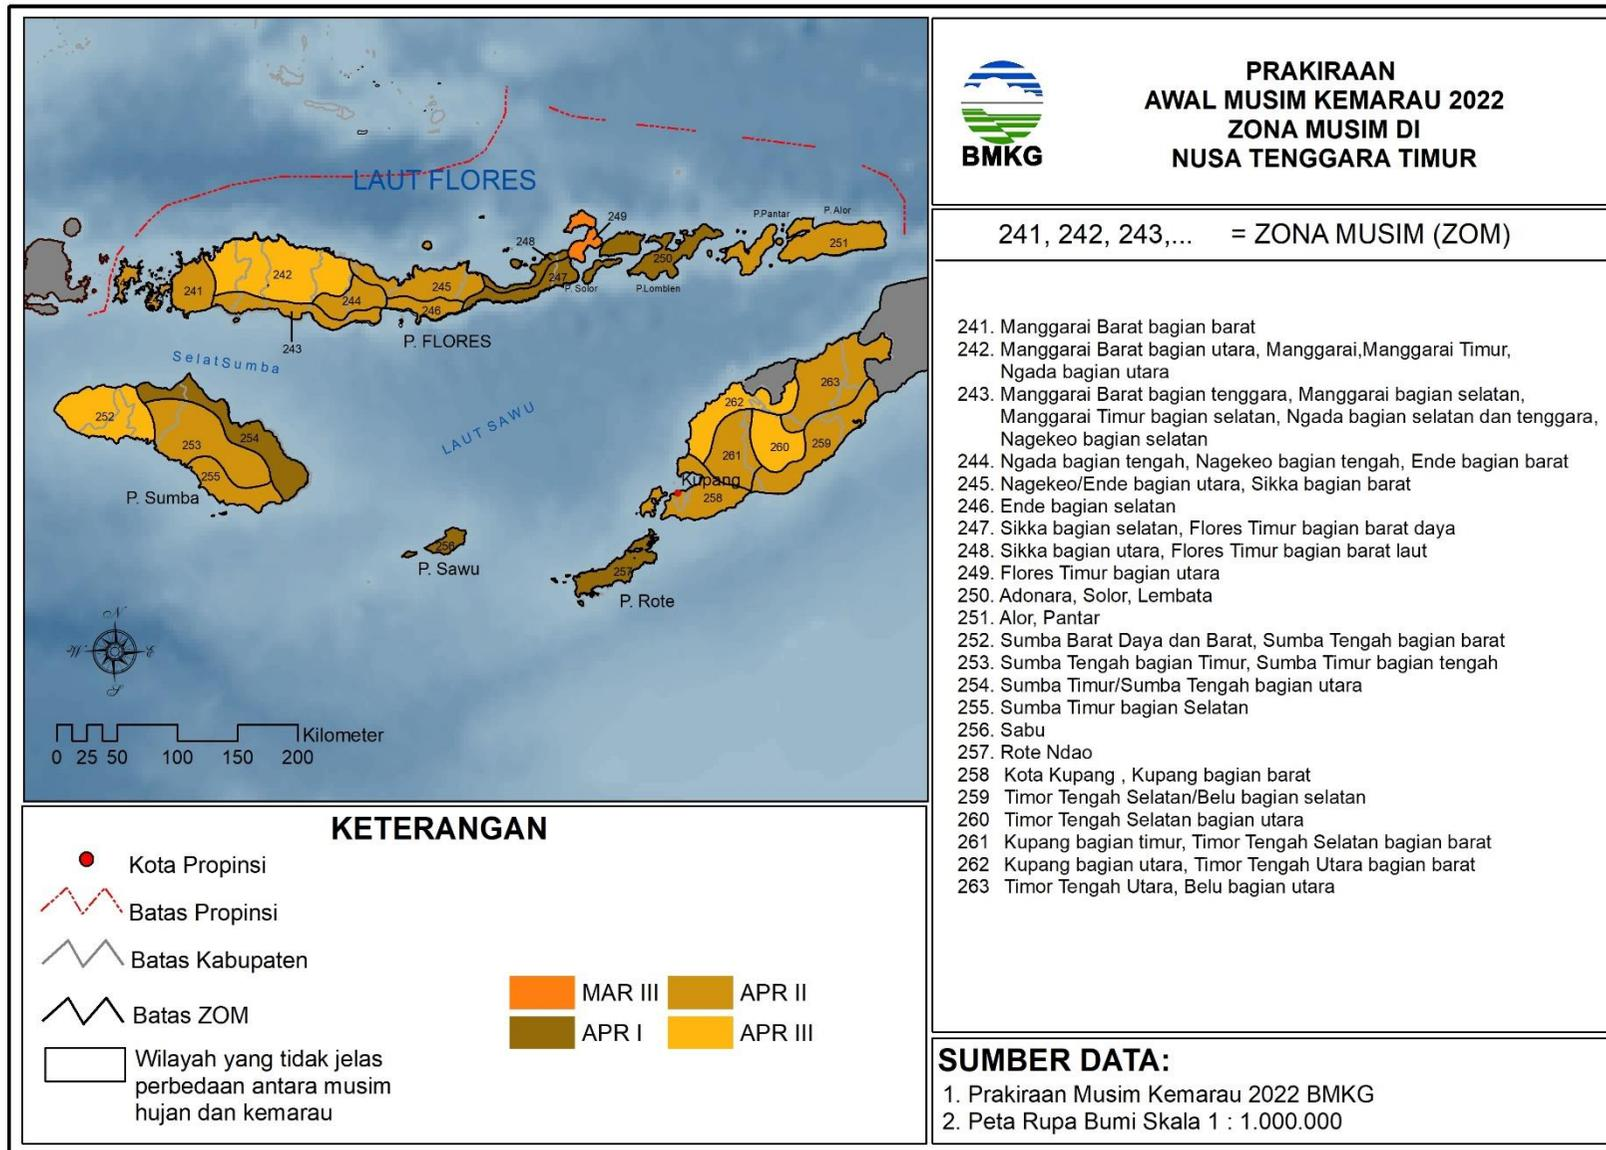 LAUT FLORES
P.Pantar
P. Alor
249
248
251
250
247
P. Solor
P.Lomblen
242
241
245
244
246
243
P. FLORES
SelatSumba
LAUT SAWU
263
262
252
254
253
259
260
261
255
Kupang
258
P. Sumba
256
P. Sawu
257
P. Rote
N
W
E
S
Kilometer
0 25 50 100 150 200
BMKG
PRAKIRAAN
AWAL MUSIM KEMARAU 2022
ZONA MUSIM DI
NUSA TENGGARA TIMUR
241, 242, 243,... = ZONA MUSIM (ZOM)
241. Manggarai Barat bagian barat
242. Manggarai Barat bagian utara, Manggarai,Manggarai Timur,
Ngada bagian utara
243. Manggarai Barat bagian tenggara, Manggarai bagian selatan,
Manggarai Timur bagian selatan, Ngada bagian selatan dan tenggara,
Nagekeo bagian selatan
244. Ngada bagian tengah, Nagekeo bagian tengah, Ende bagian barat
245. Nagekeo/Ende bagian utara, Sikka bagian barat
246. Ende bagian selatan
247. Sikka bagian selatan, Flores Timur bagian barat daya
248. Sikka bagian utara, Flores Timur bagian barat laut
249. Flores Timur bagian utara
250. Adonara, Solor, Lembata
251. Alor, Pantar
252. Sumba Barat Daya dan Barat, Sumba Tengah bagian barat
253. Sumba Tengah bagian Timur, Sumba Timur bagian tengah
254. Sumba Timur/Sumba Tengah bagian utara
255. Sumba Timur bagian Selatan
256. Sabu
257. Rote Ndao
258 Kota Kupang , Kupang bagian barat
259 Timor Tengah Selatan/Belu bagian selatan
260 Timor Tengah Selatan bagian utara
261 Kupang bagian timur, Timor Tengah Selatan bagian barat
262 Kupang bagian utara, Timor Tengah Utara bagian barat
263 Timor Tengah Utara, Belu bagian utara
KETERANGAN
Kota Propinsi
Batas Propinsi
Batas Kabupaten
Batas ZOM
Wilayah yang tidak jelas
perbedaan antara musim
hujan dan kemarau
MAR III
APR II
APR I
APR III
SUMBER DATA:
1. Prakiraan Musim Kemarau 2022 BMKG
2. Peta Rupa Bumi Skala 1 : 1.000.000